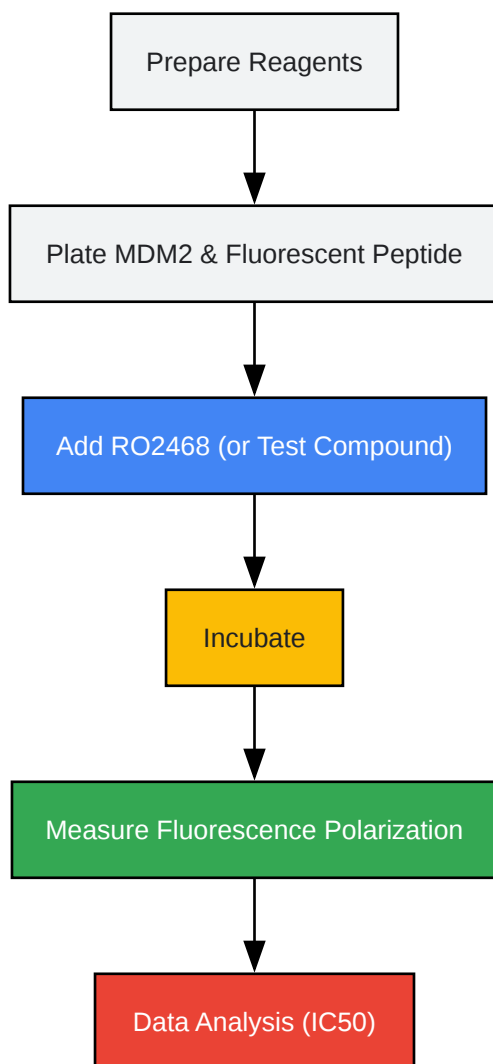 Prepare Reagents
Plate MDM2 & Fluorescent Peptide
Add RO2468 (or Test Compound)
Incubate
Measure Fluorescence Polarization
Data Analysis (IC50)